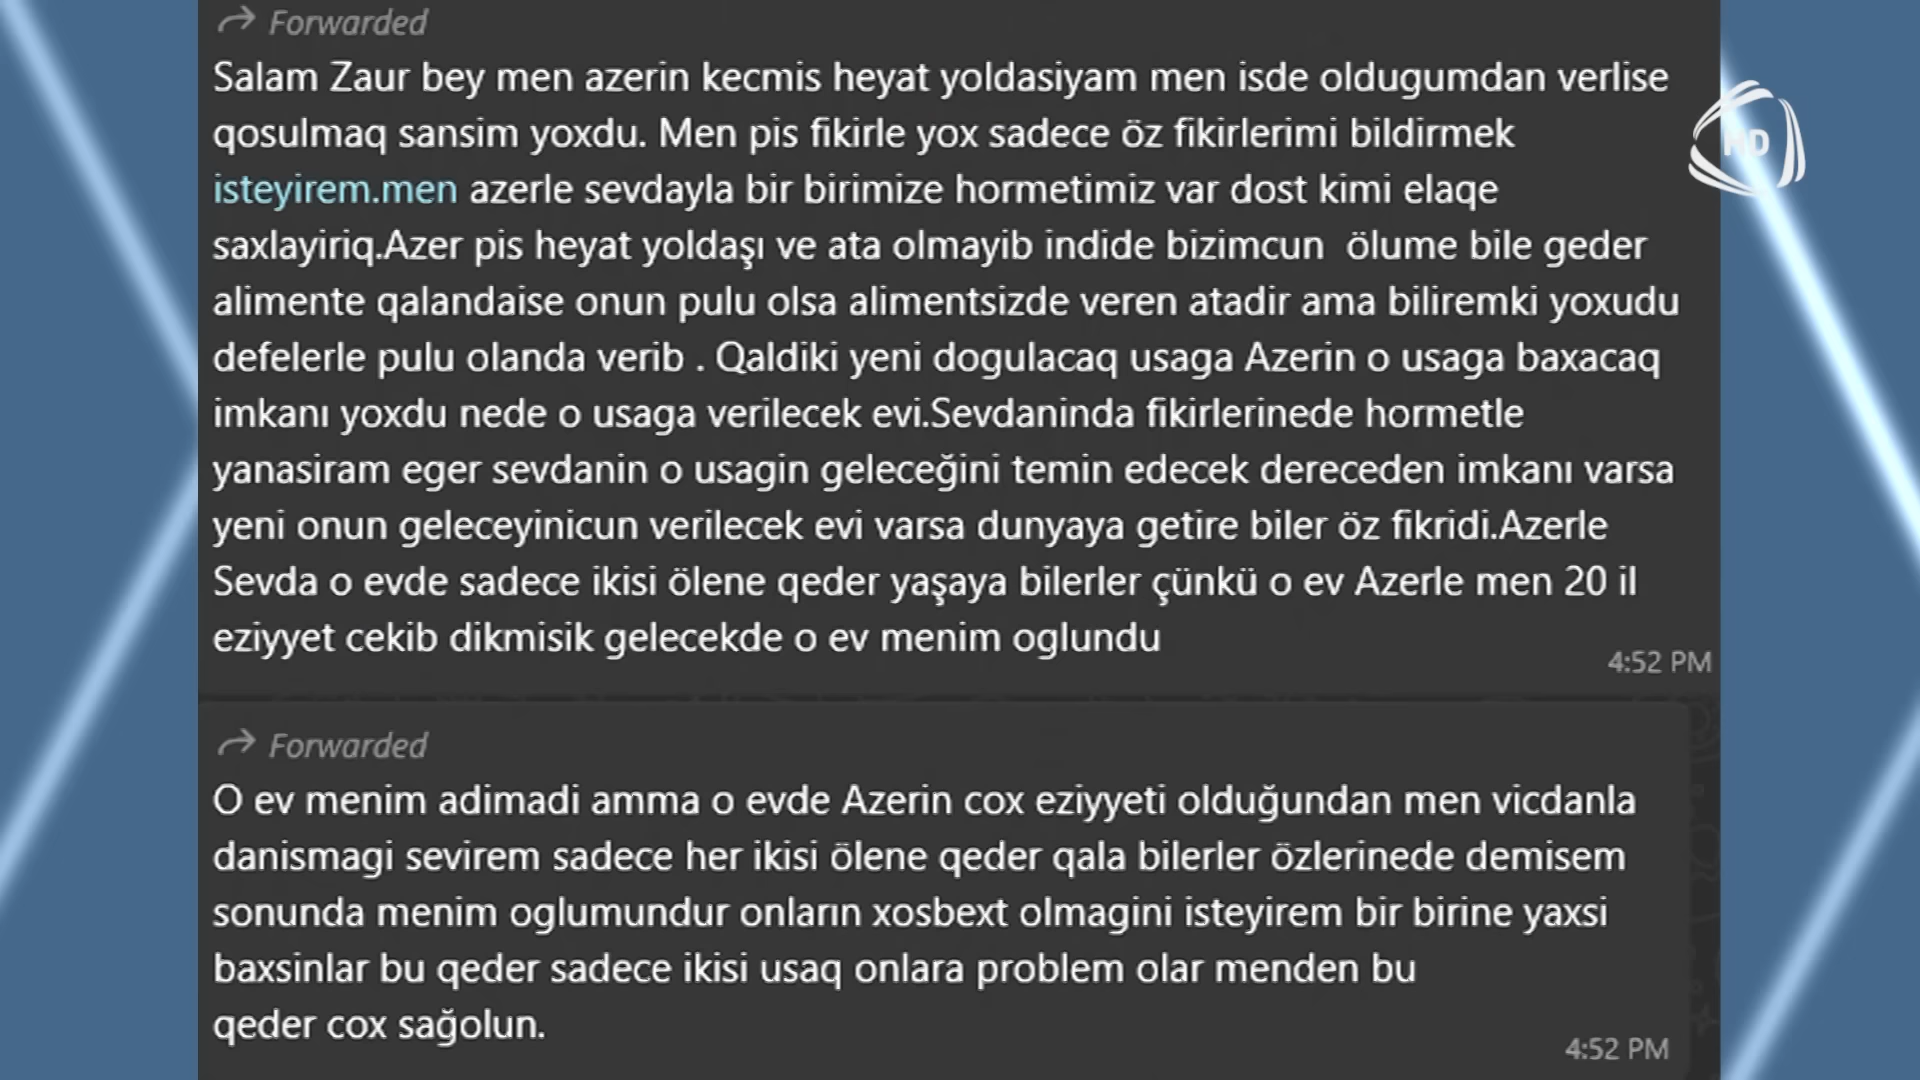 Forwarded
Salam Zaur bey men azerin kecmis heyat yoldasiyam men isde oldugumdan verlise
qosulmaq sansim yoxdu. Men pis fikirle yox sadece öz fikirlerimi bildirmek
isteyirem.men azerle sevdayla bir birimize hormetimiz var dost kimi elaqe
saxlayiriq.Azer pis heyat yoldaşı ve ata olmayib indide bizimcun ölume bile geder
alimente qalandaise onun pulu olsa alimentsizde veren atadir ama biliremki yoxudu
defelerle pulu olanda verib . Qaldiki yeni dogulacaq usaga Azerin o usaga baxacaq
imkanı yoxdu nede o usaga verilecek evi.Sevdaninda fikirlerinede hormetle
yanasiram eger sevdanin o usagin geleceğini temin edecek dereceden imkanı varsa
yeni onun geleceyinicun verilecek evi varsa dunyaya getire biler öz fikridi.Azerle
Sevda o evde sadece ikisi ölene qeder yaşaya bilerler çünkü o ev Azerle men 20 il
eziyyet cekib dikmisik gelecekde o ev menim oglundu
4:52 PM
Forwarded
O ev menim adimadi amma o evde Azerin cox eziyyeti olduğundan men vicdanla
danismagi sevirem sadece her ikisi ölene qeder qala bilerler özlerinede demisem
sonunda menim oglumundur onların xosbext olmagini isteyirem bir birine yaxsi
baxsinlar bu qeder sadece ikisi usaq onlara problem olar menden bu
qeder cox sağolun.
4:52 PM
HD